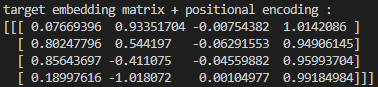 target embedding matrix + positional encoding :
[[[ 0.07669396  0.93351704 -0.00754382  1.0142086 ]
  [ 0.80247796  0.544197   -0.06291553  0.94906145]
  [ 0.85643697 -0.411075   -0.04559882  0.95993704]
  [ 0.18997616 -1.018072    0.00104977  0.99184984]]]